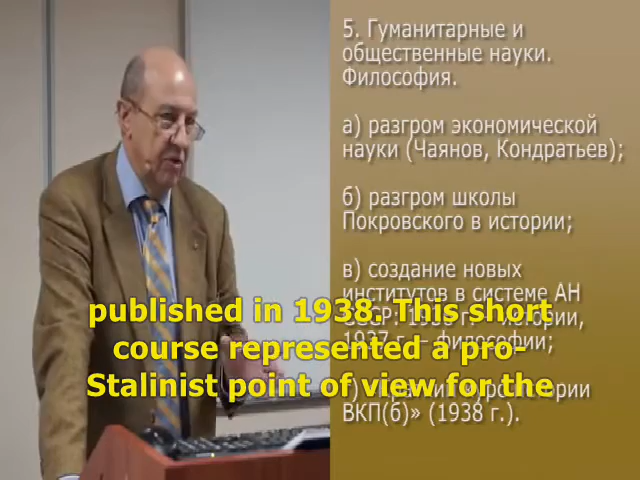 5. Гуманитарные и
общественные науки.
Философия.
а) разгром экономической
науки (Чаянов, Кондратьев);
б) разгром школы
Покровского в истории;
в) создание новых
институтов в системе АН
истории,
философии;
ВКП(б)» (1938 г.).
published in 1938. This short
course represented a pro-
Stalinist point of view for the